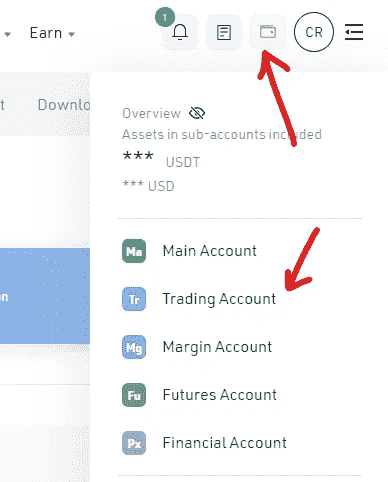 Earn
1
CR
t Downlo
Overview
Assets in sub-accounts included
*** USDT
*** USD
n
Ma Main Account
Tr Trading Account
Mg Margin Account
Fu Futures Account
Px Financial Account